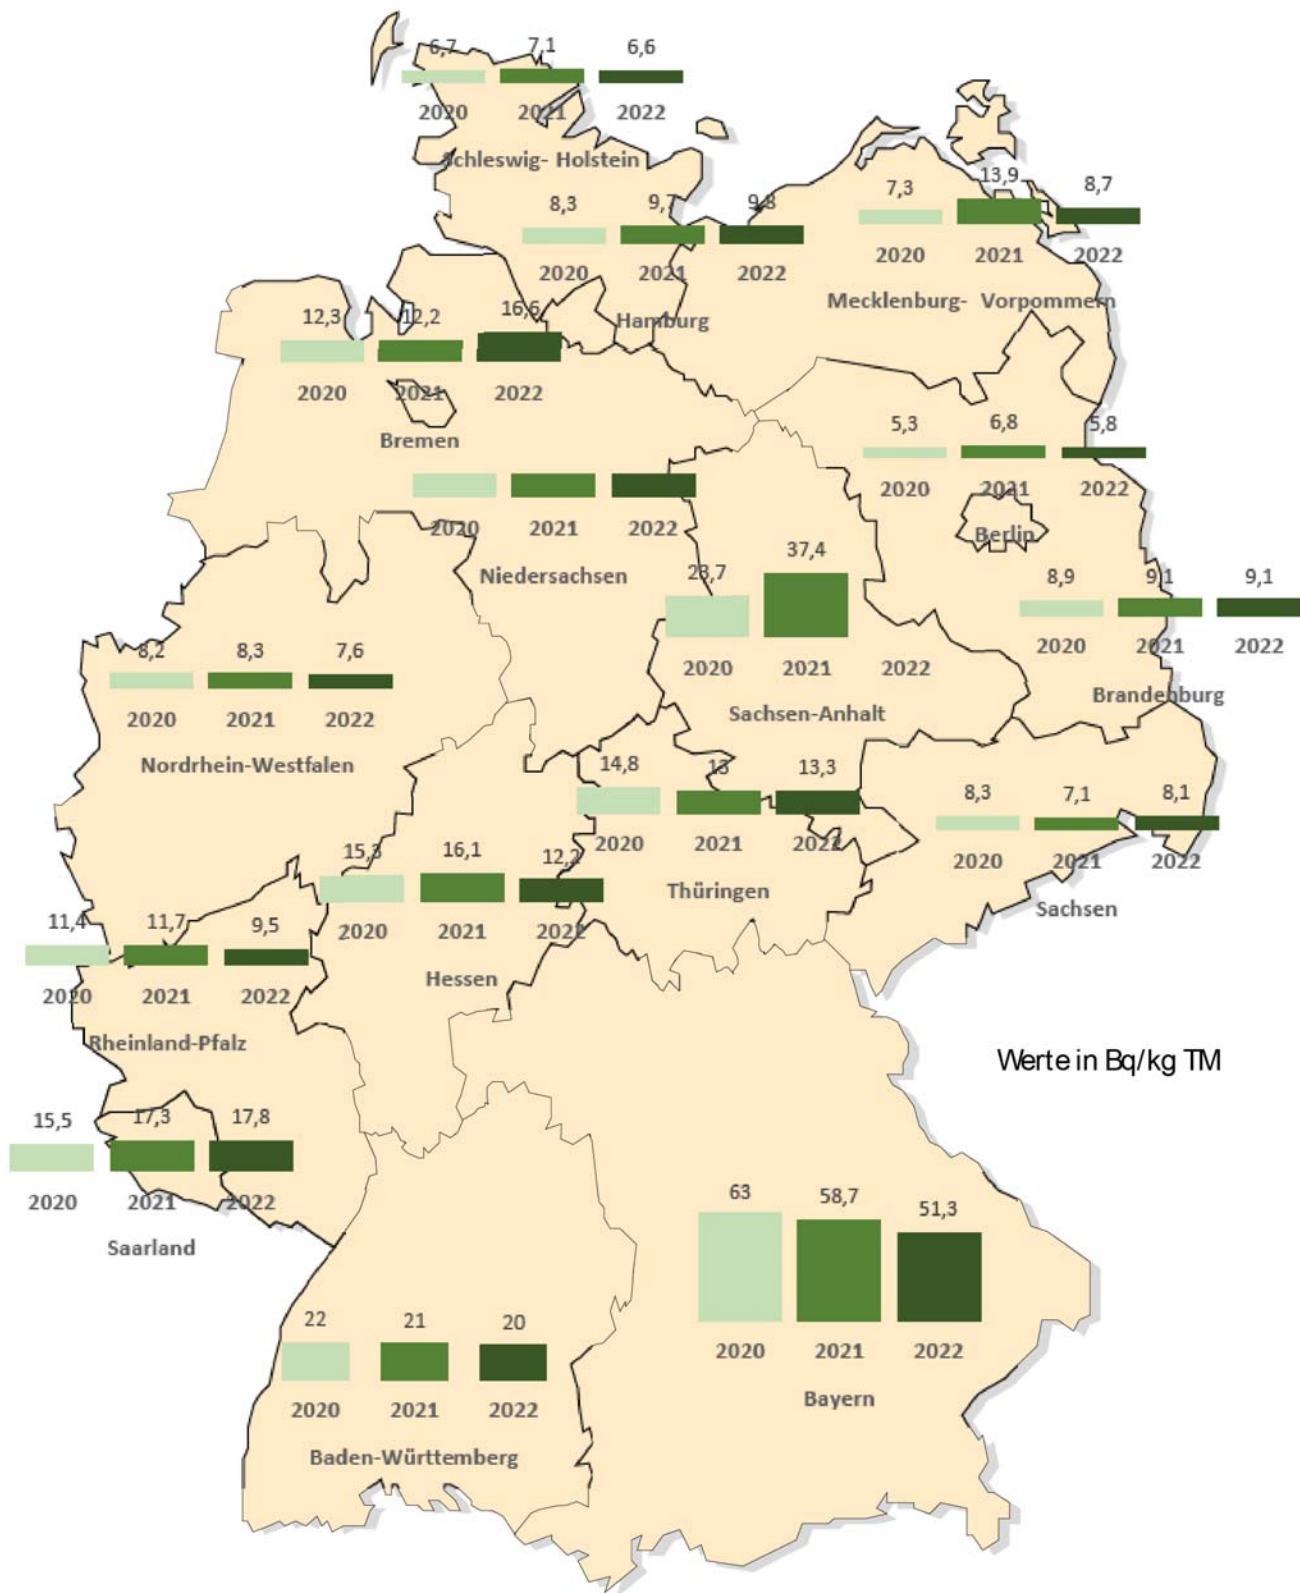 6,7 7,1 6,6
2020 2021 2022
Schleswig- Holstein
8,3 9,7 9,8
2020 2021 2022
Hamburg
7,3 13,9 8,7
2020 2021 2022
Mecklenburg- Vorpommern
12,3 12,2 16,6
2020 2021 2022
Bremen
2020 2021 2022
Niedersachsen
5,3 6,8 5,8
2020 2021 2022
Berlin
23,7 37,4
2020 2021 2022
Sachsen-Anhalt
8,9 9,1 9,1
2020 2021 2022
Brandenburg
8,2 8,3 7,6
2020 2021 2022
Nordrhein-Westfalen
14,8 13 13,3
2020 2021 2022
Thüringen
8,3 7,1 8,1
2020 2021 2022
Sachsen
15,3 16,1 12,2
2020 2021 2022
Hessen
11,4 11,7 9,5
2020 2021 2022
Rheinland-Pfalz
Werte in Bq/kg TM
15,5 17,3 17,8
2020 2021 2022
Saarland
63 58,7 51,3
2020 2021 2022
Bayern
22 21 20
2020 2021 2022
Baden-Württemberg